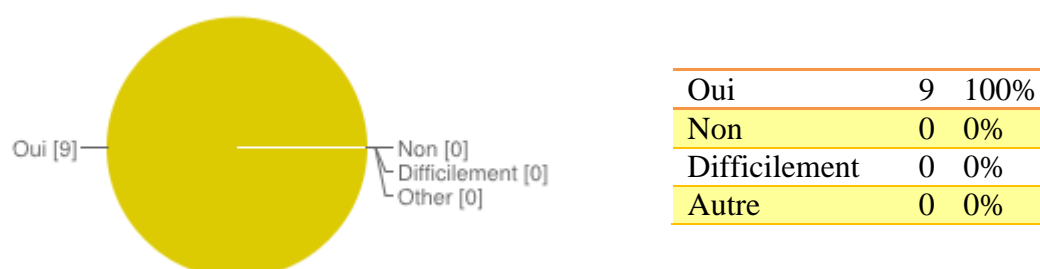 Oui [9]
Non [0]
Difficilement [0]
Other [0]
Oui 9 100%
Non 0 0%
Difficilement 0 0%
Autre 0 0%